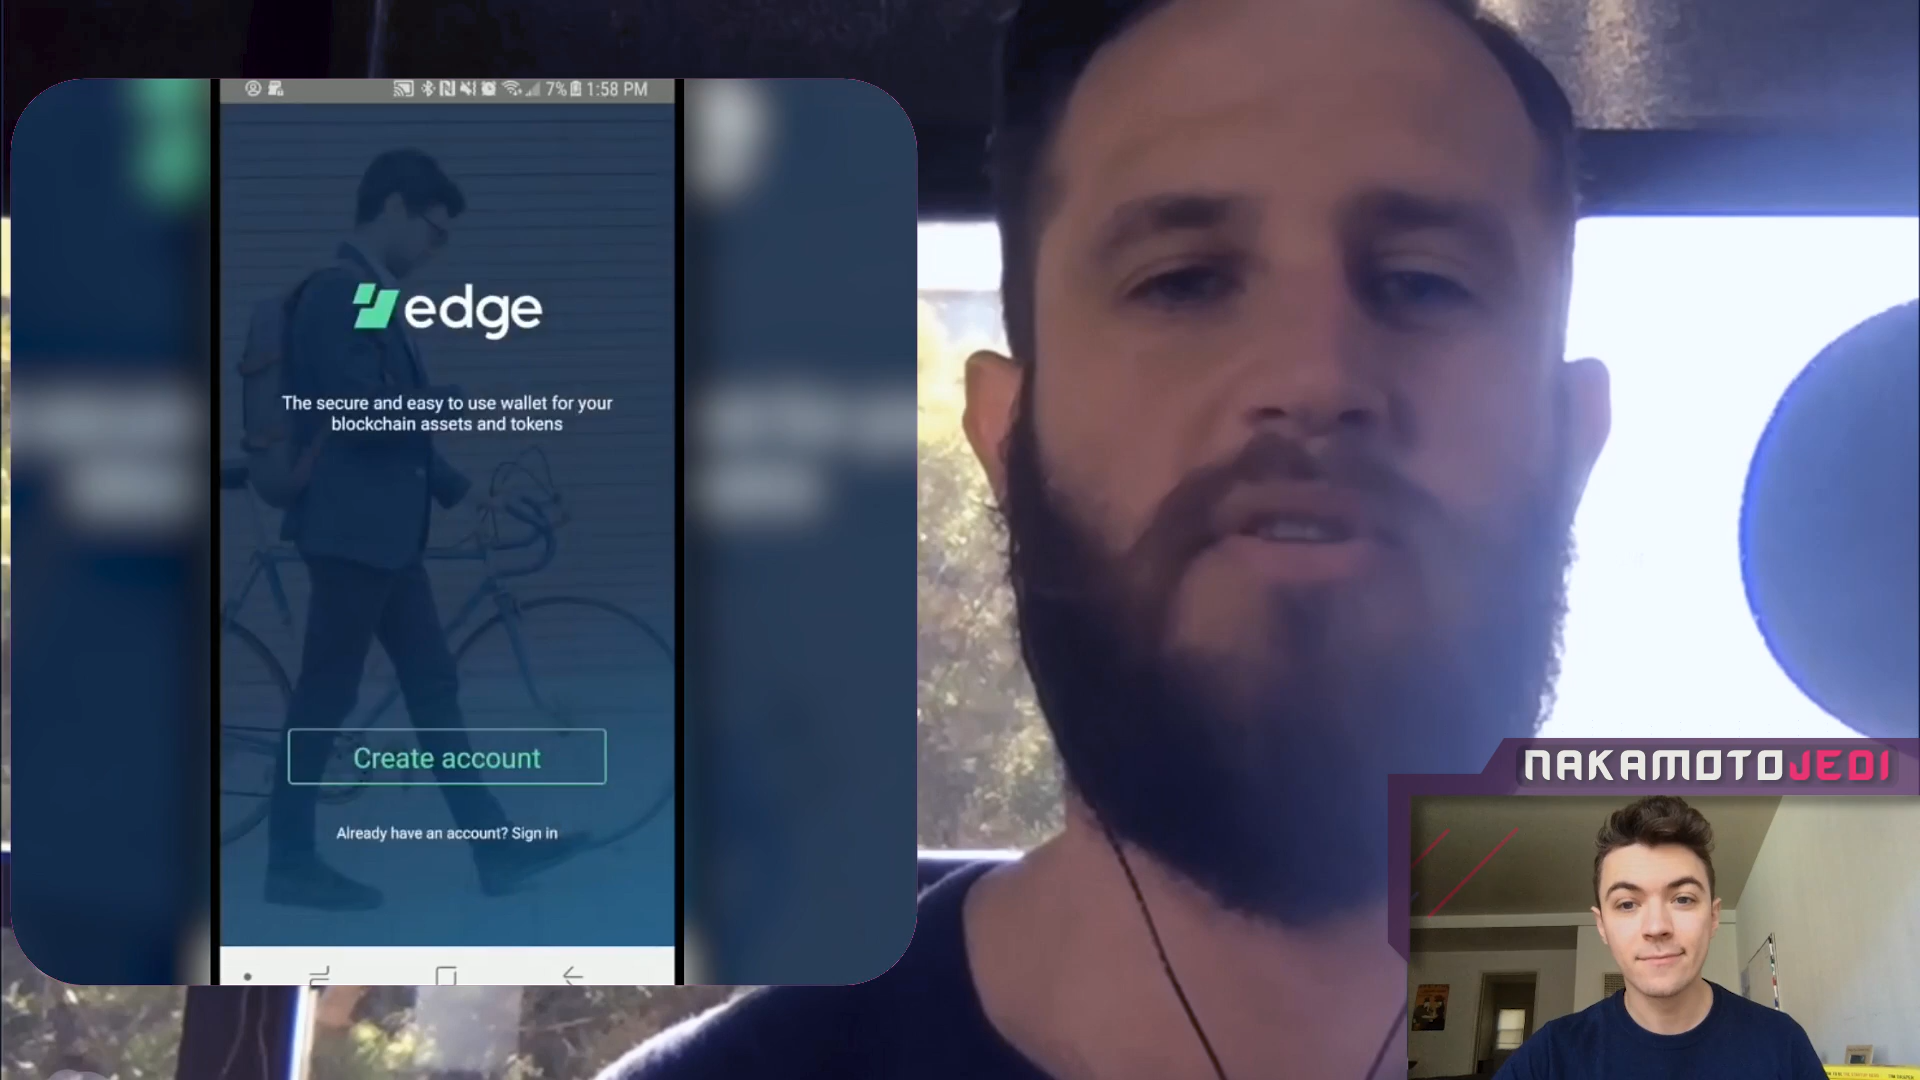 7% 1:58 PM
edge
The secure and easy to use wallet for your
blockchain assets and tokens
Create account
Already have an account? Sign in
NAKAMOTOJEDI